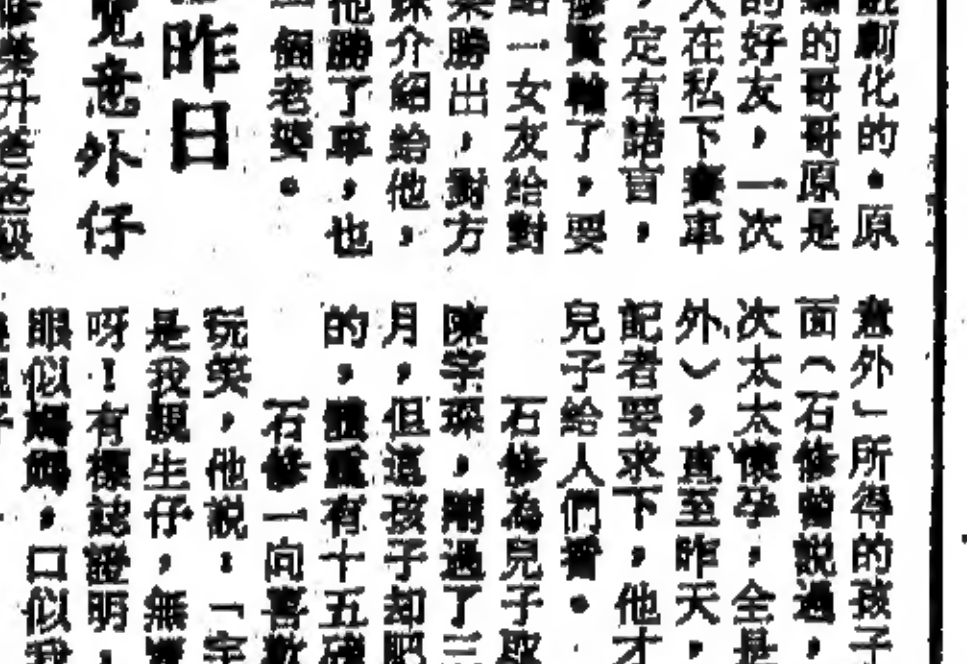 戲劇化的。原
的哥哥原是
的好友，一次
人在私下賽車
，定有諾言，
賽輸了，要
一女友給對
勝出，對方
妹介紹給他，
他勝了車，也
個老婆。
昨日
意外仔
意外」所得的孩子
面（石修曾說過，
次太太懷孕，全是
外），直至昨天，
記者要求下，他才
兒子給人們看。
石修為兒子取
陳宇琛，剛過了三
月，但這孩子却肥
的，體重有十五磅
石修一向喜歡
玩笑，他說：「宇
是我親生仔，無
呀！有標誌證明，
眼似媽媽，口似我